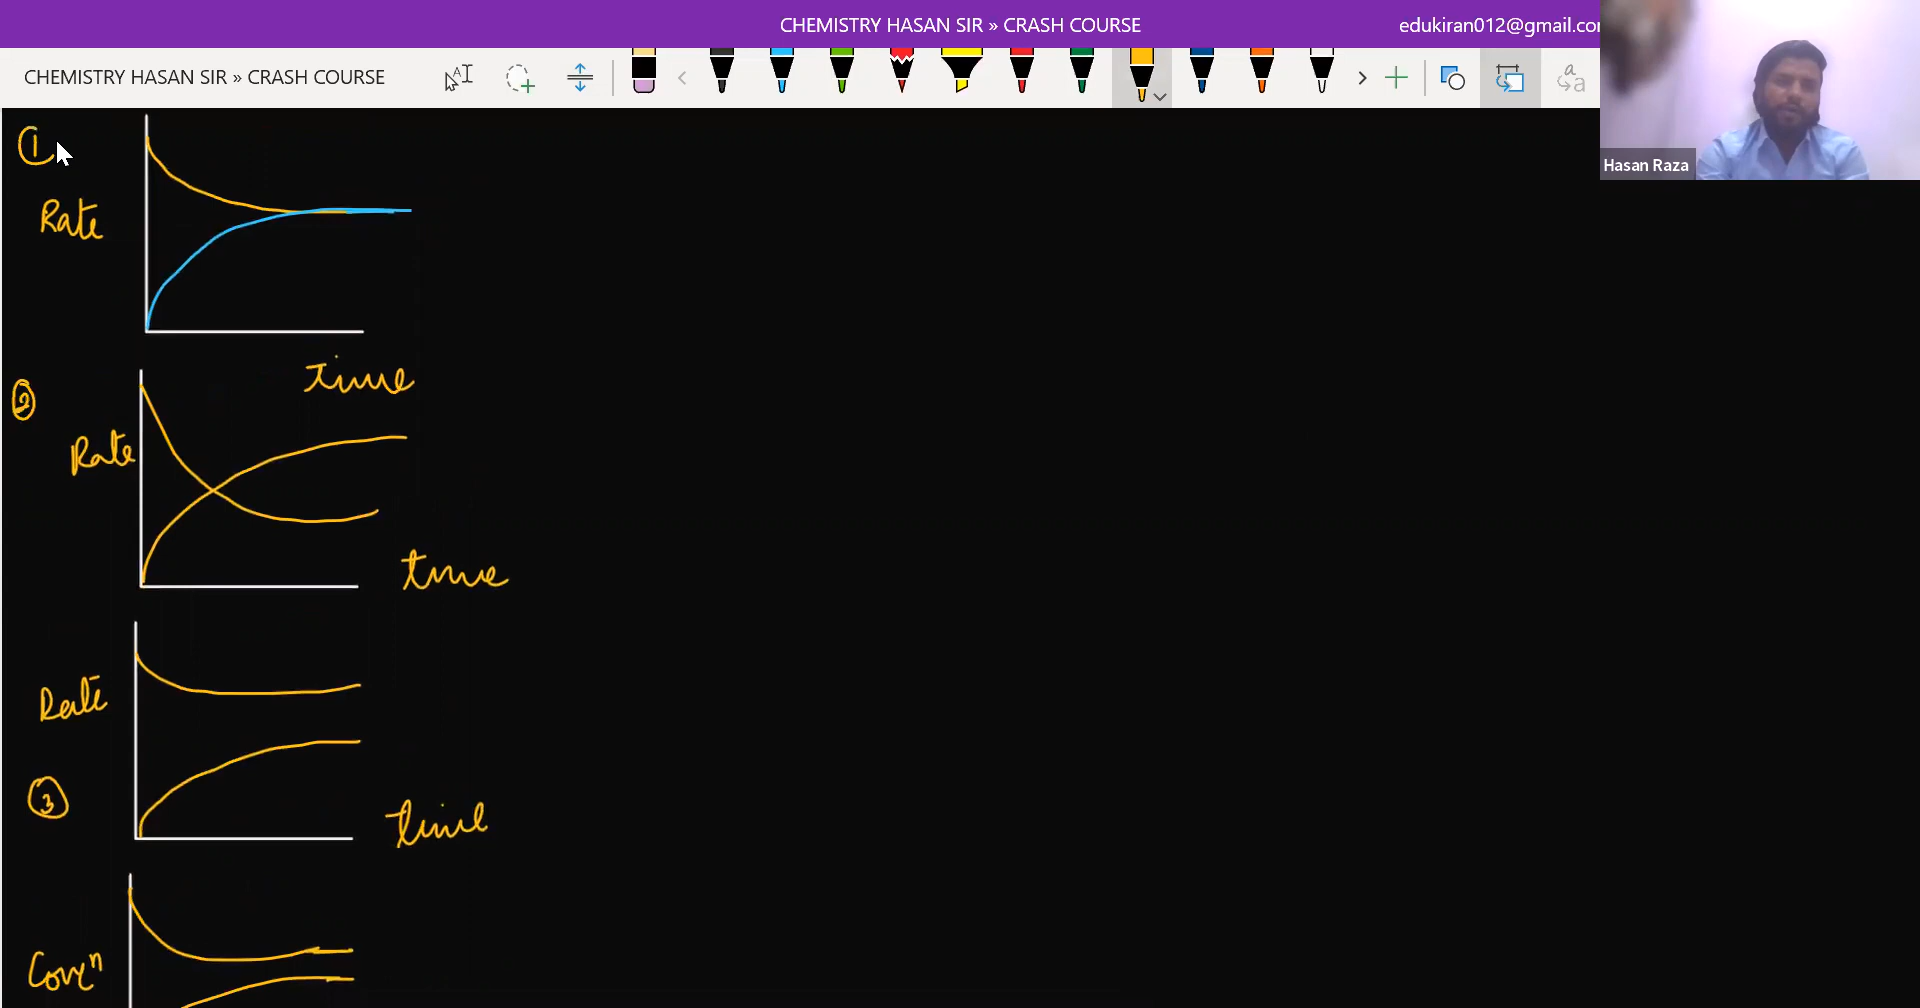 CHEMISTRY HASAN SIR » CRASH COURSE
edukiran012@gmail.co
CHEMISTRY HASAN SIR » CRASH COURSE
Hasan Raza
1
Rate
time
2
Rate
time
Rate
3
time
Concn